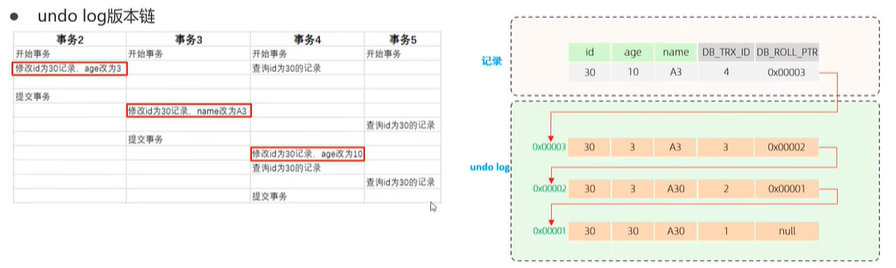 ● undo log版本链
事务2 事务3 事务4 事务5
开始事务 开始事务 开始事务 开始事务
修改id为30记录，age改为3 查询id为30的记录
提交事务
修改id为30记录，name改为A3
查询id为30的记录
提交事务
修改id为30记录，age改为10
查询id为30的记录
查询id为30的记录
提交事务
记录
id age name DB_TRX_ID DB_ROLL_PTR
30 10 A3 4 0x00003
undo log
0x00003 30 3 A3 3 0x00002
0x00002 30 3 A30 2 0x00001
0x00001 30 30 A30 1 null